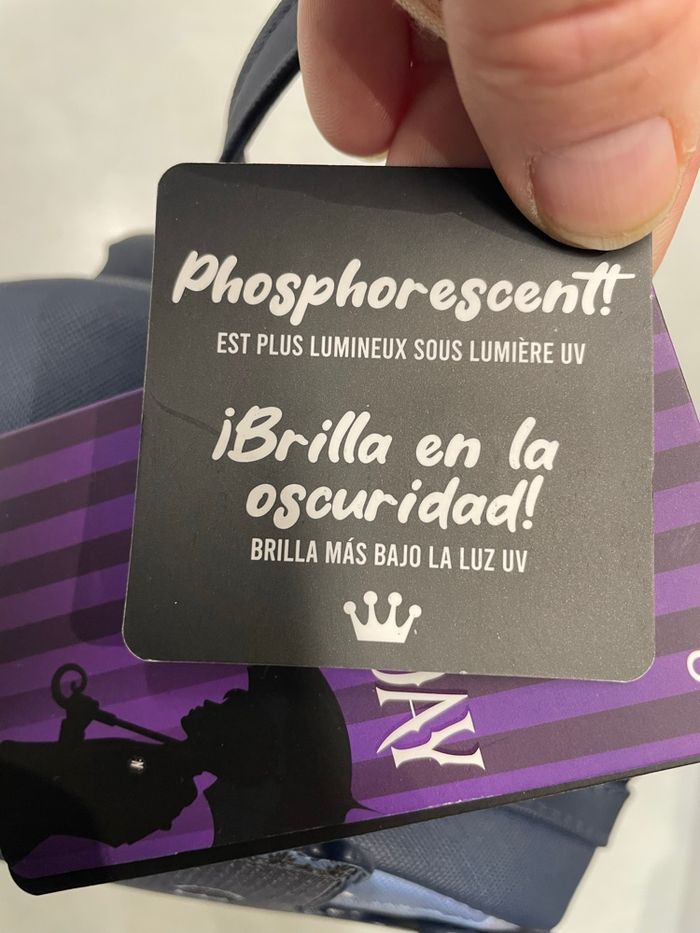 Phosphorescent!
EST PLUS LUMINEUX SOUS LUMIÈRE UV
¡Brilla en la
oscuridad!
BRILLA MÁS BAJO LA LUZ UV